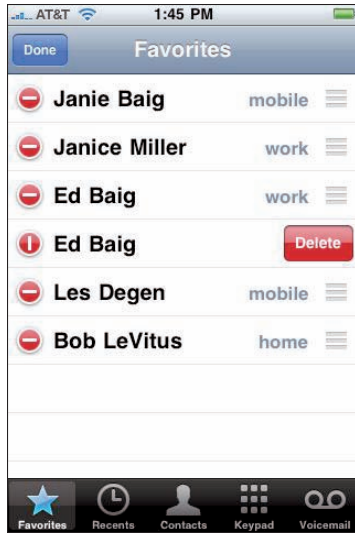 AT&T 1:45 PM
Done Favorites
Janie Baig mobile
Janice Miller work
Ed Baig work
Ed Baig Delete
Les Degen mobile
Bob LeVitus home
Favorites Recents Contacts Keypad Voicemail